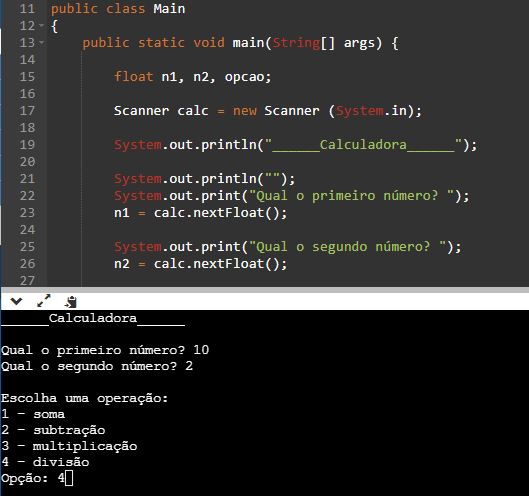 11 public class Main
12 {
13 public static void main(String[] args) {
14
15 float n1, n2, opcao;
16
17 Scanner calc = new Scanner (System.in);
18
19 System.out.println("______Calculadora______");
20
21 System.out.println("");
22 System.out.print("Qual o primeiro número? ");
23 n1 = calc.nextFloat();
24
25 System.out.print("Qual o segundo número? ");
26 n2 = calc.nextFloat();
27
______Calculadora______
Qual o primeiro número? 10
Qual o segundo número? 2
Escolha uma operação:
1 - soma
2 - subtração
3 - multiplicação
4 - divisão
Opção: 4